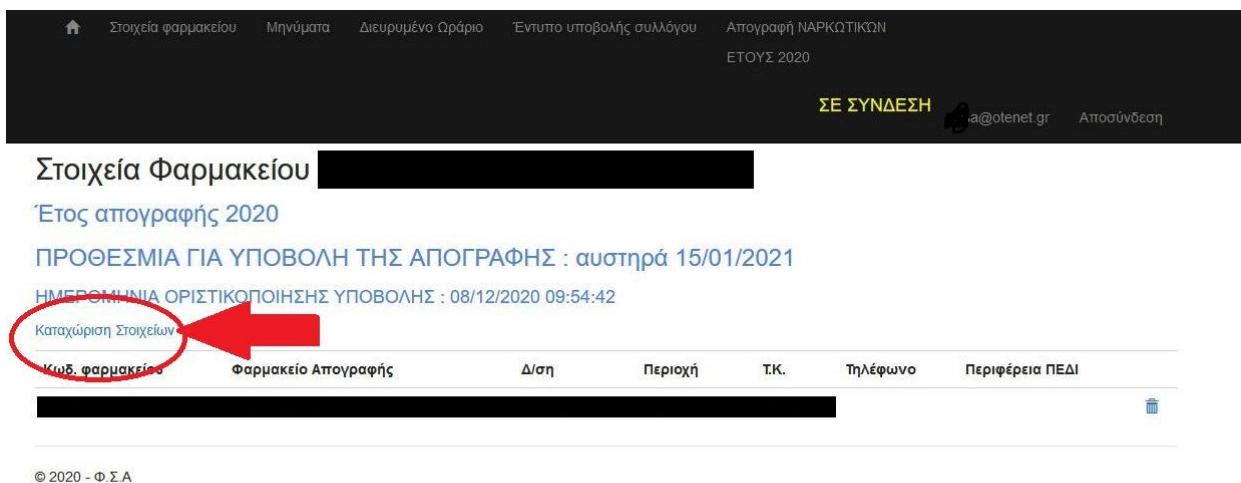 Στοιχεία φαρμακείου Μηνύματα Διευρυμένο Ωράριο Έντυπο υποβολής συλλόγου Απογραφή ΝΑΡΚΩΤΙΚΏΝ
ΕΤΟΥΣ 2020
ΣΕ ΣΥΝΔΕΣΗ a@otenet.gr Αποσύνδεση
Στοιχεία Φαρμακείου
Έτος απογραφής 2020
ΠΡΟΘΕΣΜΙΑ ΓΙΑ ΥΠΟΒΟΛΗ ΤΗΣ ΑΠΟΓΡΑΦΗΣ : αυστηρά 15/01/2021
ΗΜΕΡΟΜΗΝΙΑ ΟΡΙΣΤΙΚΟΠΟΙΗΣΗΣ ΥΠΟΒΟΛΗΣ : 08/12/2020 09:54:42
Καταχώριση Στοιχείων
Κωδ. φαρμακείου Φαρμακείο Απογραφής Δ/ση Περιοχή Τ.Κ. Τηλέφωνο Περιφέρεια ΠΕΔΙ
© 2020 - Φ.Σ.Α